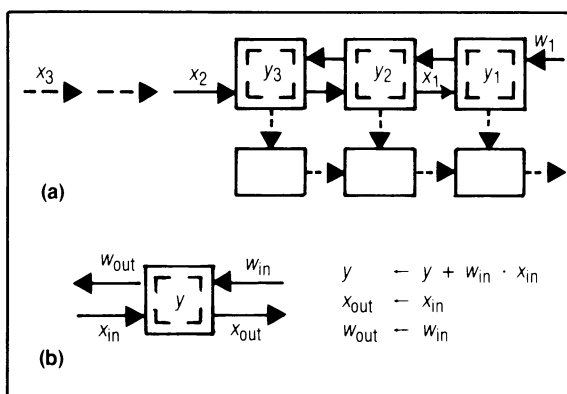 w1
x3 x2 y3 y2 x1 y1
(a)
wout win
y
xin xout
(b)
y ← y + win · xin
xout ← xin
wout ← win